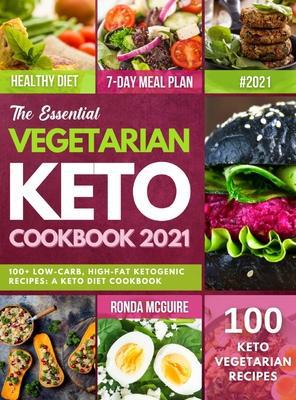 HEALTHY DIET
7-DAY MEAL PLAN
#2021
The Essential
VEGETARIAN
KETO
COOKBOOK 2021
100+ LOW-CARB, HIGH-FAT KETOGENIC
RECIPES: A KETO DIET COOKBOOK
RONDA MCGUIRE
100
KETO
VEGETARIAN
RECIPES